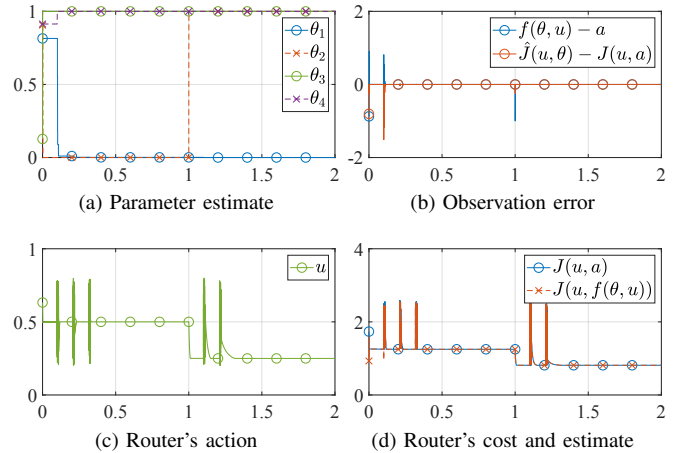 1
0.5
0
0 0.5 1 1.5 2
θ₁
θ₂
θ₃
θ₄
(a) Parameter estimate
2
0
-2
0 0.5 1 1.5 2
f(θ, u) − a
Ĵ(u, θ) − J(u, a)
(b) Observation error
1
0.5
0
0 0.5 1 1.5 2
u
(c) Router's action
4
2
0
0 0.5 1 1.5 2
J(u, a)
J(u, f(θ, u))
(d) Router's cost and estimate